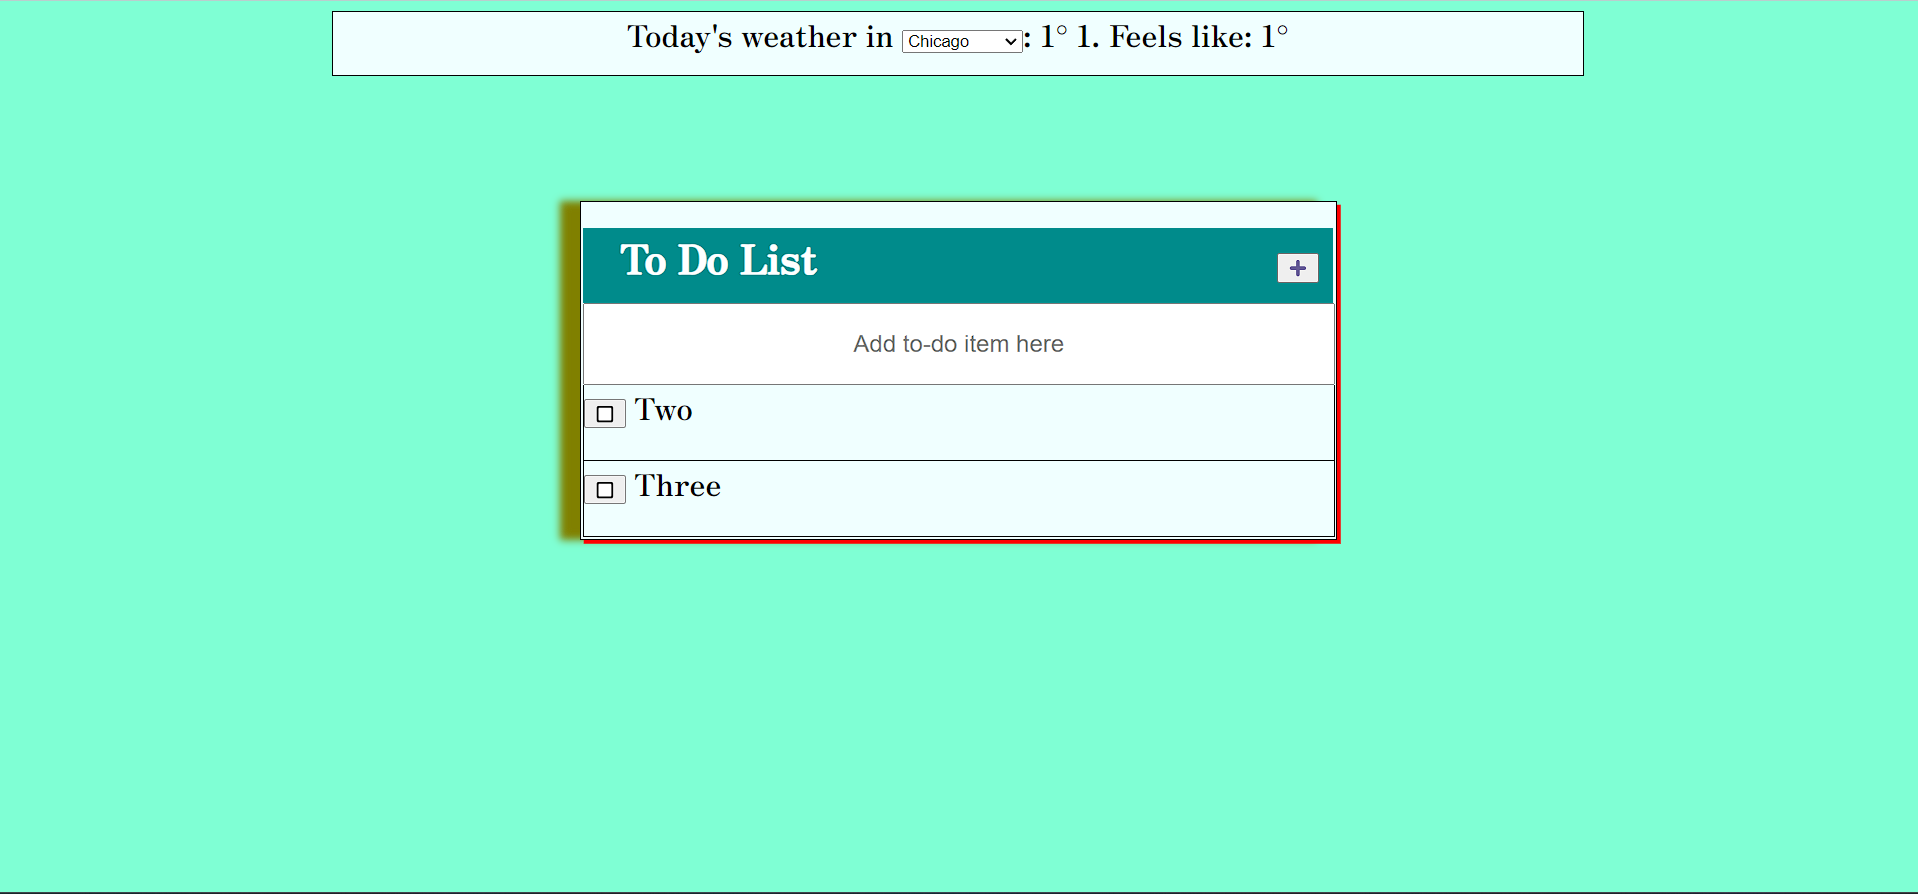 Today's weather in Chicago: 1° 1. Feels like: 1°
To Do List +
Add to-do item here
Two
Three